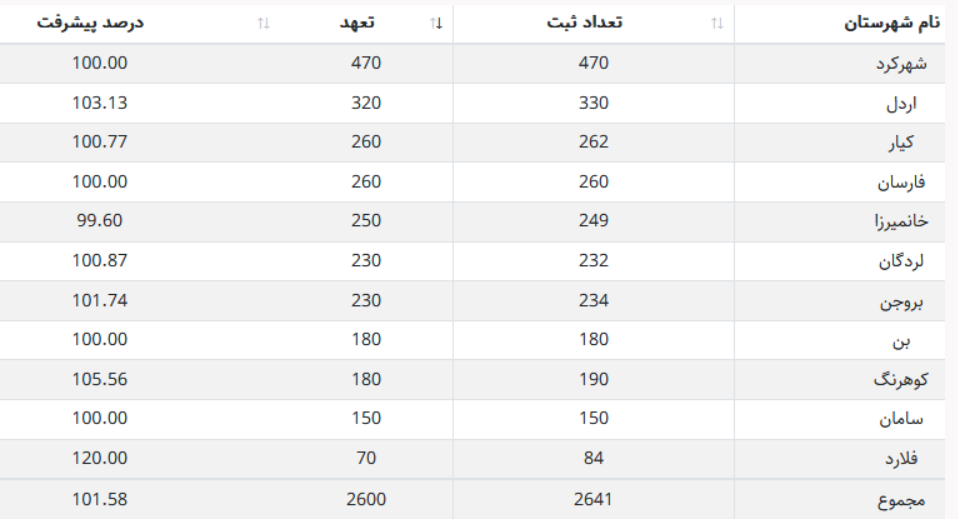 نام شهرستان تعداد ثبت تعهد درصد پیشرفت
شهرکرد 470 470 100.00
اردل 330 320 103.13
کیار 262 260 100.77
فارسان 260 260 100.00
خانمیرزا 249 250 99.60
لردگان 232 230 100.87
بروجن 234 230 101.74
بن 180 180 100.00
کوهرنگ 190 180 105.56
سامان 150 150 100.00
فلارد 84 70 120.00
مجموع 2641 2600 101.58